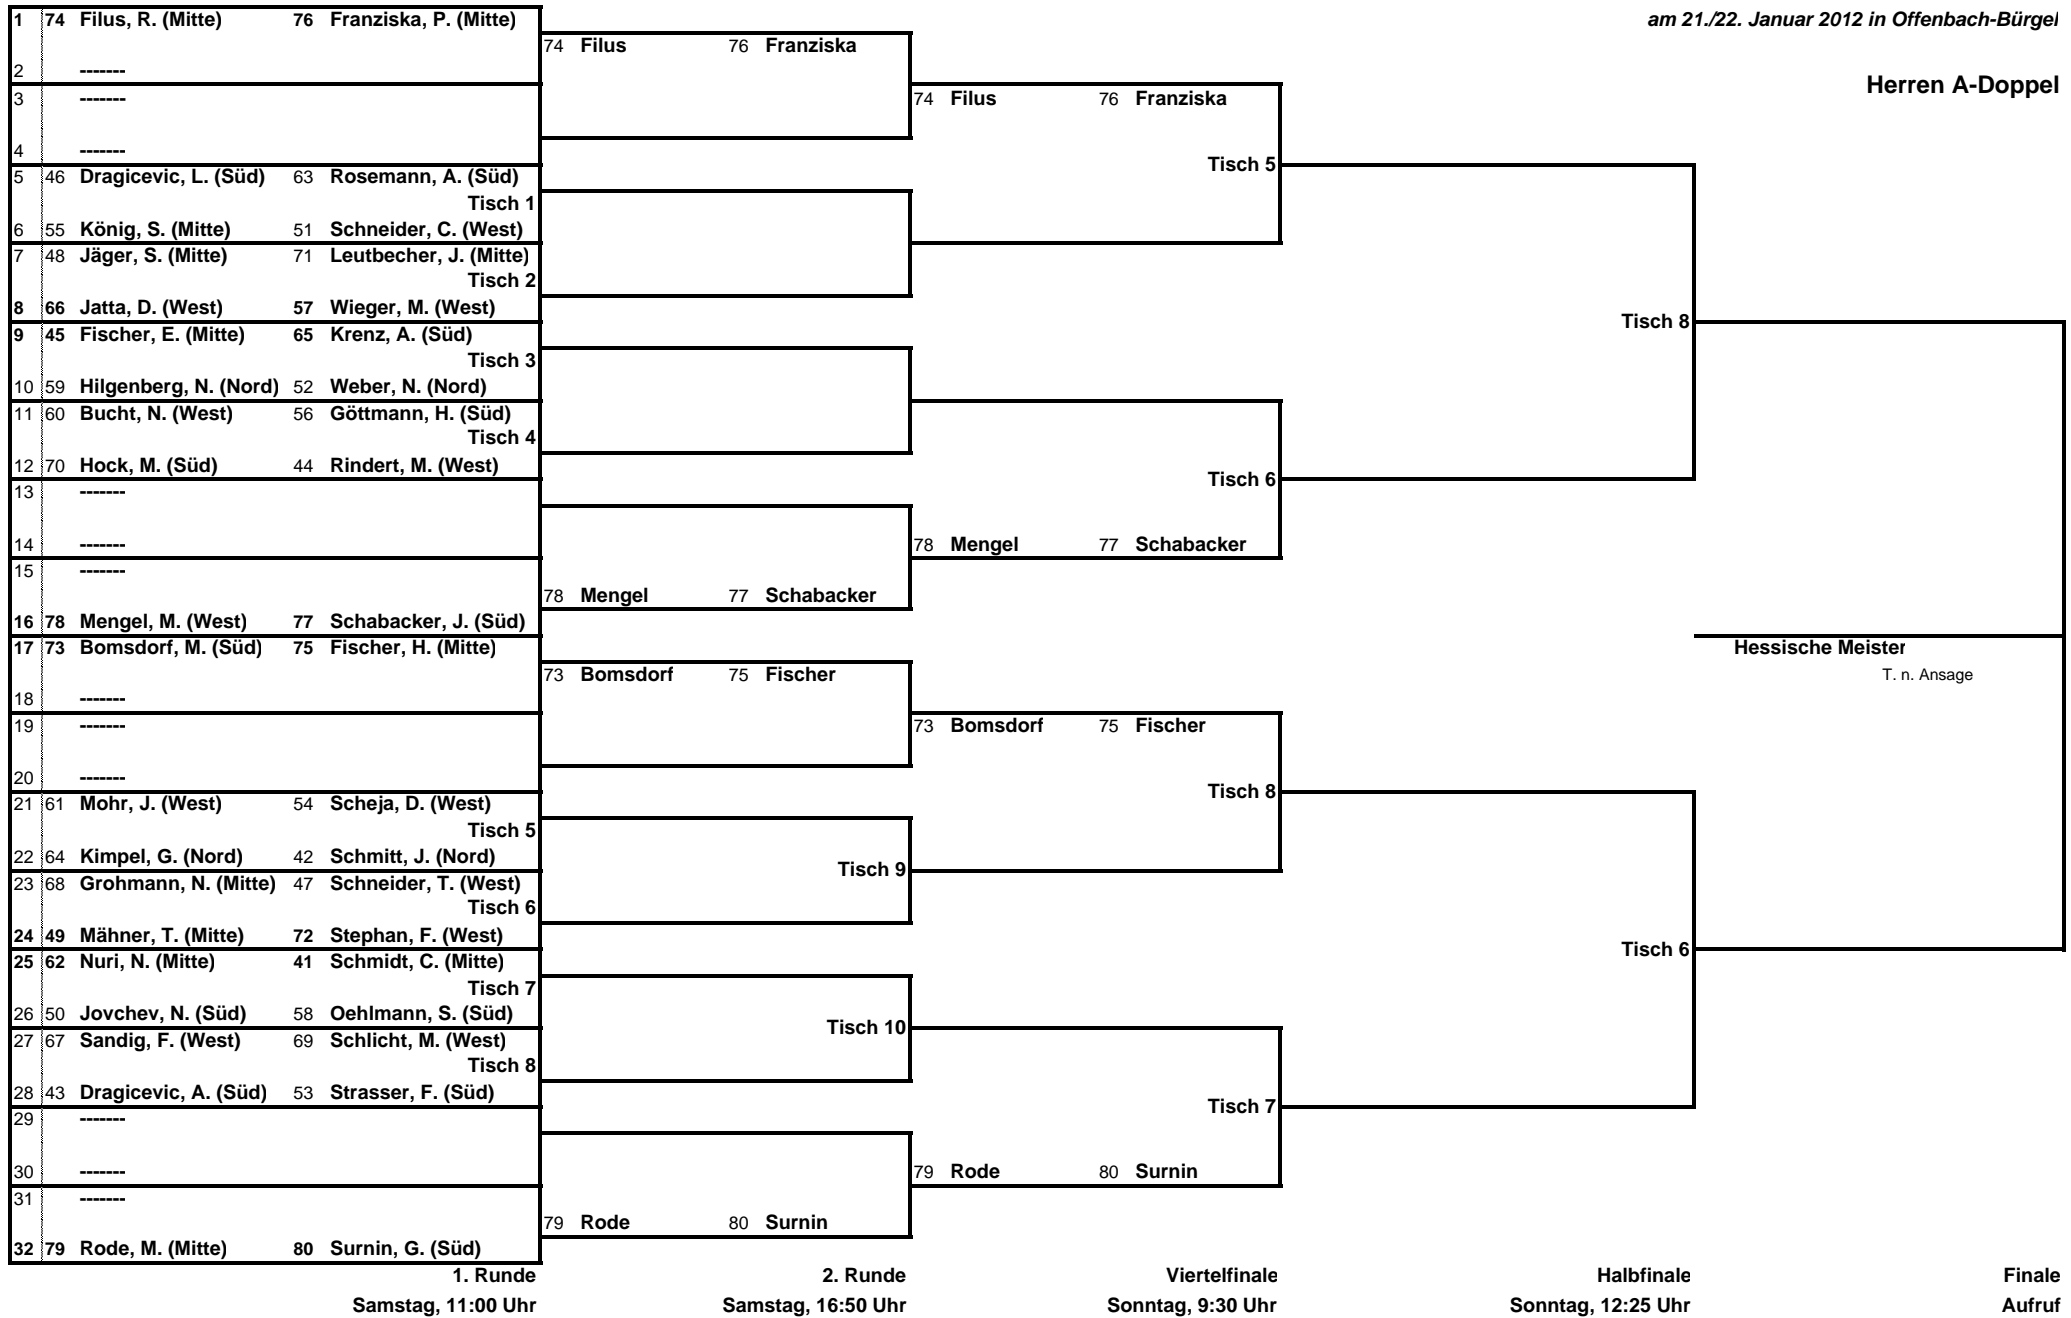 1 74 Filus, R. (Mitte) 76 Franziska, P. (Mitte) am 21./22. Januar 2012 in Offenbach-Bürgel
74 Filus 76 Franziska
2 -------
Herren A-Doppel
3 ------- 74 Filus 76 Franziska
4 -------
Tisch 5
5 46 Dragicevic, L. (Süd) 63 Rosemann, A. (Süd)
Tisch 1
6 55 König, S. (Mitte) 51 Schneider, C. (West)
7 48 Jäger, S. (Mitte) 71 Leutbecher, J. (Mitte)
Tisch 2
8 66 Jatta, D. (West) 57 Wieger, M. (West)
Tisch 8
9 45 Fischer, E. (Mitte) 65 Krenz, A. (Süd)
Tisch 3
10 59 Hilgenberg, N. (Nord) 52 Weber, N. (Nord)
11 60 Bucht, N. (West) 56 Göttmann, H. (Süd)
Tisch 4
12 70 Hock, M. (Süd) 44 Rindert, M. (West)
Tisch 6
13 -------
14 ------- 78 Mengel 77 Schabacker
15 -------
78 Mengel 77 Schabacker
16 78 Mengel, M. (West) 77 Schabacker, J. (Süd)
17 73 Bomsdorf, M. (Süd) 75 Fischer, H. (Mitte) Hessische Meister
73 Bomsdorf 75 Fischer T. n. Ansage
18 -------
19 ------- 73 Bomsdorf 75 Fischer
20 -------
Tisch 8
21 61 Mohr, J. (West) 54 Scheja, D. (West)
Tisch 5
22 64 Kimpel, G. (Nord) 42 Schmitt, J. (Nord)
Tisch 9
23 68 Grohmann, N. (Mitte) 47 Schneider, T. (West)
Tisch 6
24 49 Mähner, T. (Mitte) 72 Stephan, F. (West)
Tisch 6
25 62 Nuri, N. (Mitte) 41 Schmidt, C. (Mitte)
Tisch 7
26 50 Jovchev, N. (Süd) 58 Oehlmann, S. (Süd)
Tisch 10
27 67 Sandig, F. (West) 69 Schlicht, M. (West)
Tisch 8
28 43 Dragicevic, A. (Süd) 53 Strasser, F. (Süd)
Tisch 7
29 -------
30 ------- 79 Rode 80 Surnin
31 -------
79 Rode 80 Surnin
32 79 Rode, M. (Mitte) 80 Surnin, G. (Süd)
1. Runde 2. Runde Viertelfinale Halbfinale Finale
Samstag, 11:00 Uhr Samstag, 16:50 Uhr Sonntag, 9:30 Uhr Sonntag, 12:25 Uhr Aufruf